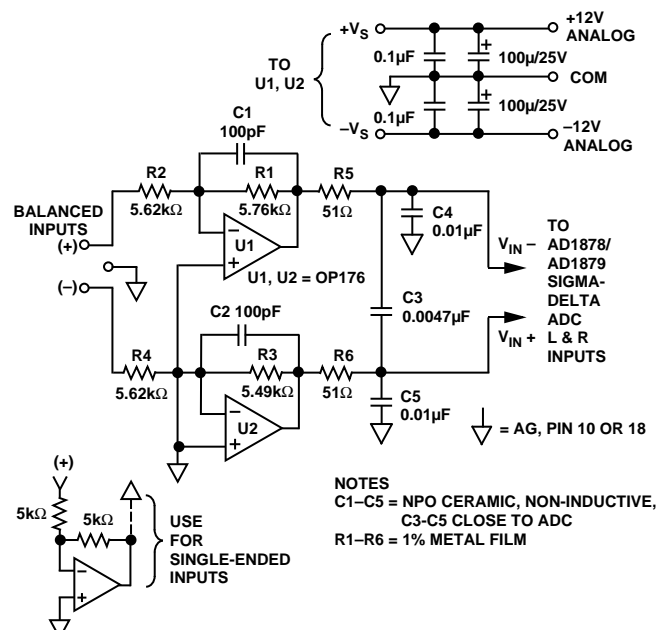 +VS
+12V
ANALOG
TO
U1, U2
0.1µF
100µ/25V
+
COM
0.1µF
100µ/25V
+
–VS
–12V
ANALOG
C1
100pF
R2
5.62kΩ
R1
5.76kΩ
R5
51Ω
BALANCED
INPUTS
(+)
(–)
–
U1
+
U1, U2 = OP176
C4
0.01µF
VIN –
TO
AD1878/
AD1879
SIGMA-
DELTA
ADC
L & R
INPUTS
C3
0.0047µF
VIN +
C2 100pF
R4
5.62kΩ
R3
5.49kΩ
R6
51Ω
–
U2
+
C5
0.01µF
= AG, PIN 10 OR 18
(+)
5kΩ
5kΩ
–
+
USE
FOR
SINGLE-ENDED
INPUTS
NOTES
C1–C5 = NPO CERAMIC, NON-INDUCTIVE,
C3-C5 CLOSE TO ADC
R1–R6 = 1% METAL FILM